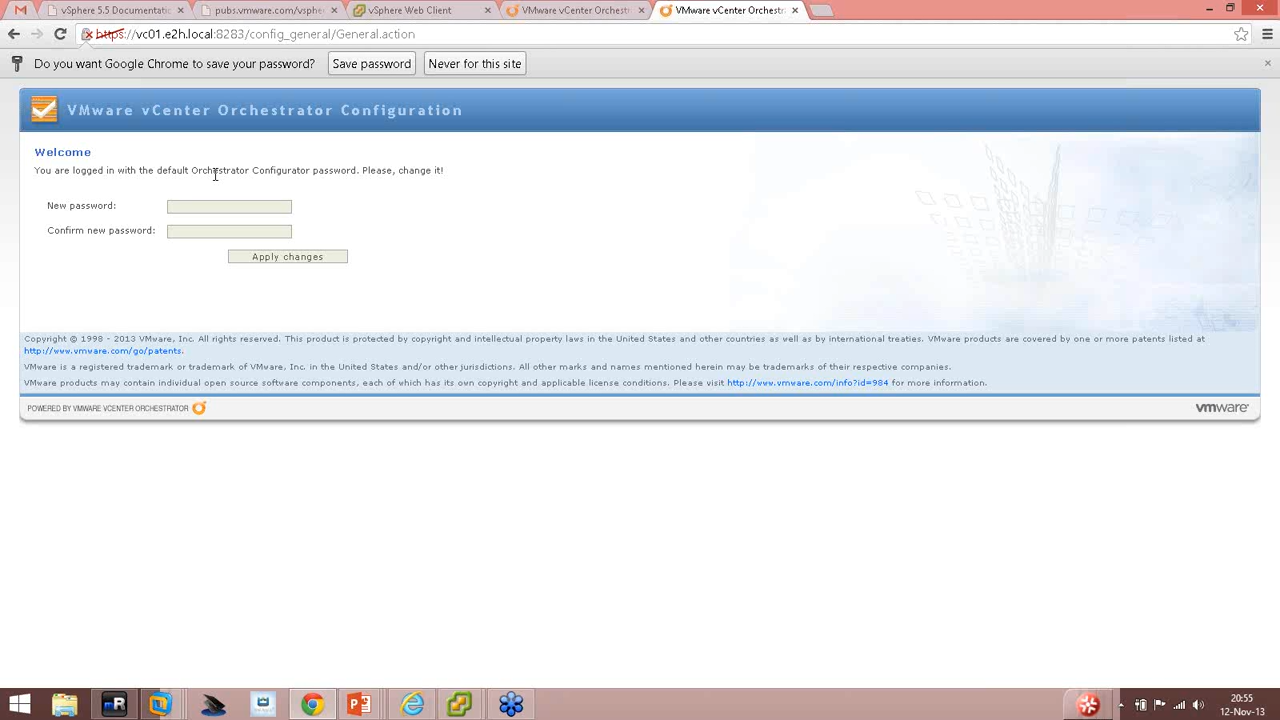 vSphere 5.5 Documentati
pubs.vmware.com/vsphe
vSphere Web Client
VMware vCenter Orchestr
VMware vCenter Orchestr
https://vc01.e2h.local:8283/config_general/General.action
Do you want Google Chrome to save your password?
Save password
Never for this site
VMware vCenter Orchestrator Configuration
Welcome
You are logged in with the default Orchestrator Configurator password. Please, change it!
New password:
Confirm new password:
Apply changes
Copyright © 1998 - 2013 VMware, Inc. All rights reserved. This product is protected by copyright and intellectual property laws in the United States and other countries as well as by international treaties. VMware products are covered by one or more patents listed at
http://www.vmware.com/go/patents.
VMware is a registered trademark or trademark of VMware, Inc. in the United States and/or other jurisdictions. All other marks and names mentioned herein may be trademarks of their respective companies.
VMware products may contain individual open source software components, each of which has its own copyright and applicable license conditions. Please visit http://www.vmware.com/info?id=984 for more information.
POWERED BY VMWARE VCENTER ORCHESTRATOR
vmware
20:55
12-Nov-13